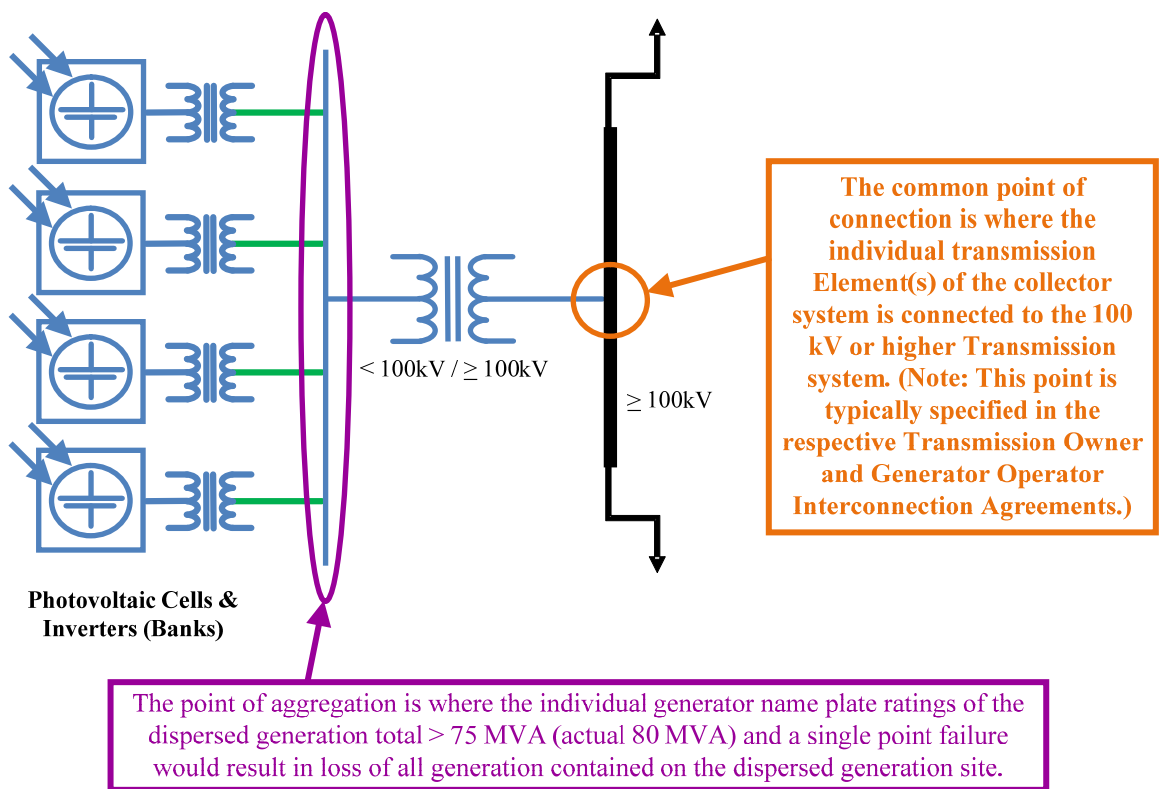 The common point of
connection is where the
individual transmission
Element(s) of the collector
system is connected to the 100
kV or higher Transmission
system. (Note: This point is
typically specified in the
respective Transmission Owner
and Generator Operator
Interconnection Agreements.)
< 100kV / ≥ 100kV
≥ 100kV
Photovoltaic Cells &
Inverters (Banks)
The point of aggregation is where the individual generator name plate ratings of the
dispersed generation total > 75 MVA (actual 80 MVA) and a single point failure
would result in loss of all generation contained on the dispersed generation site.